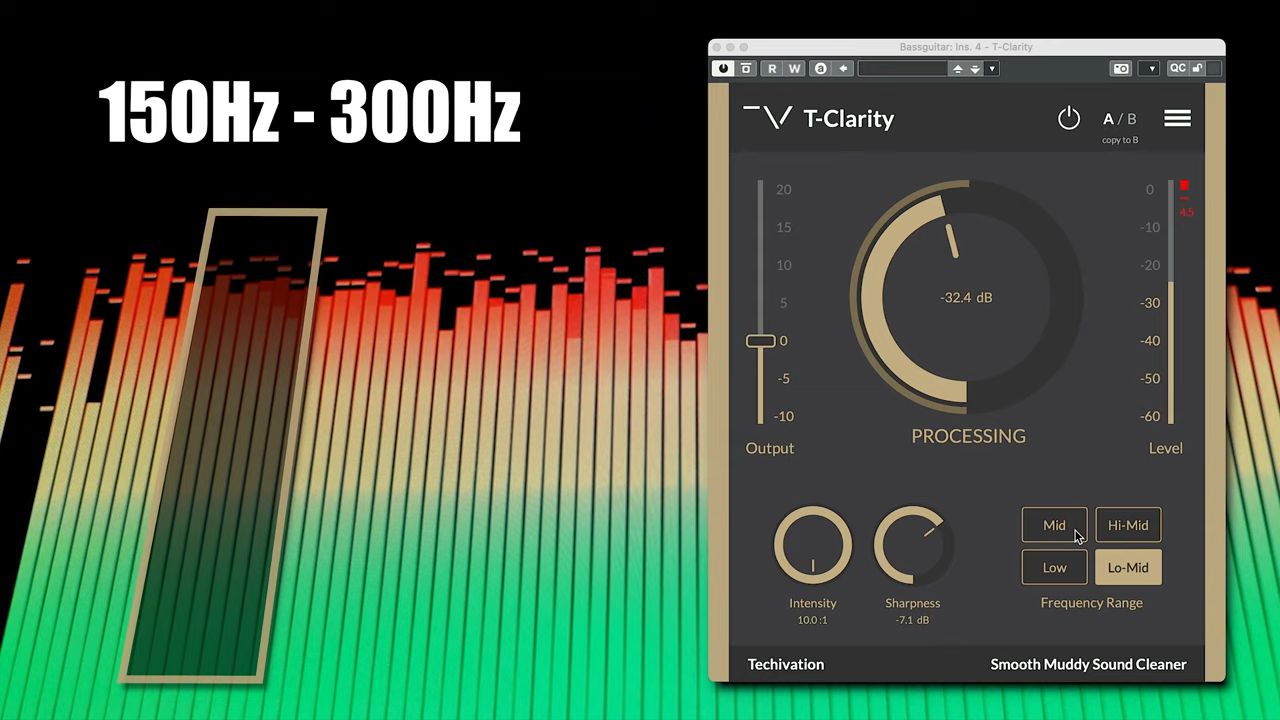 150Hz - 300Hz
Bassguitar: Ins. 4 - T-Clarity
R W a QC
T-Clarity
A / B
copy to B
20
15
10
5
0
-5
-10
Output
-32.4 dB
PROCESSING
0
-10
-20
-30
-40
-50
-60
Level
Intensity
10.0 :1
Sharpness
-7.1 dB
Mid Hi-Mid
Low Lo-Mid
Frequency Range
Techivation Smooth Muddy Sound Cleaner